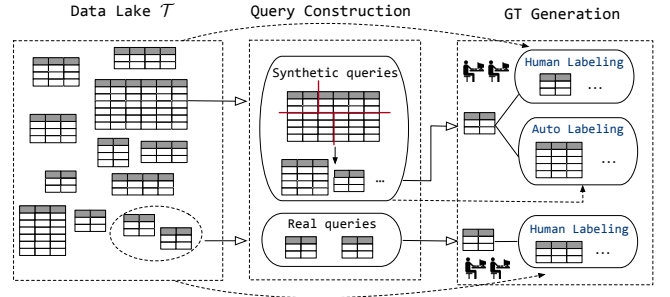 Data Lake 𝒯
Query Construction
GT Generation
Synthetic queries
...
Real queries
Human Labeling
...
Auto Labeling
...
Human Labeling
...